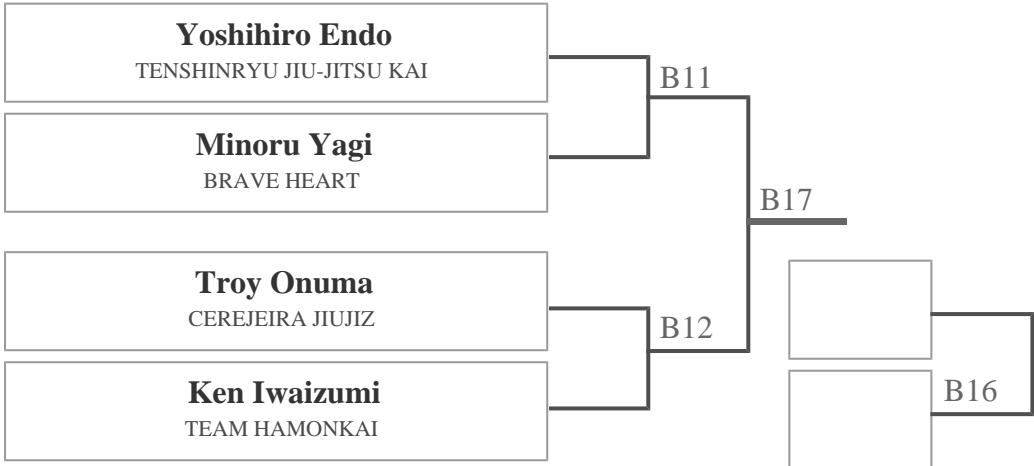 Yoshihiro Endo
TENSHINRYU JIU-JITSU KAI
B11
Minoru Yagi
BRAVE HEART
B17
Troy Onuma
CEREJEIRA JIUJIZ
B12
Ken Iwaizumi
TEAM HAMONKAI
B16